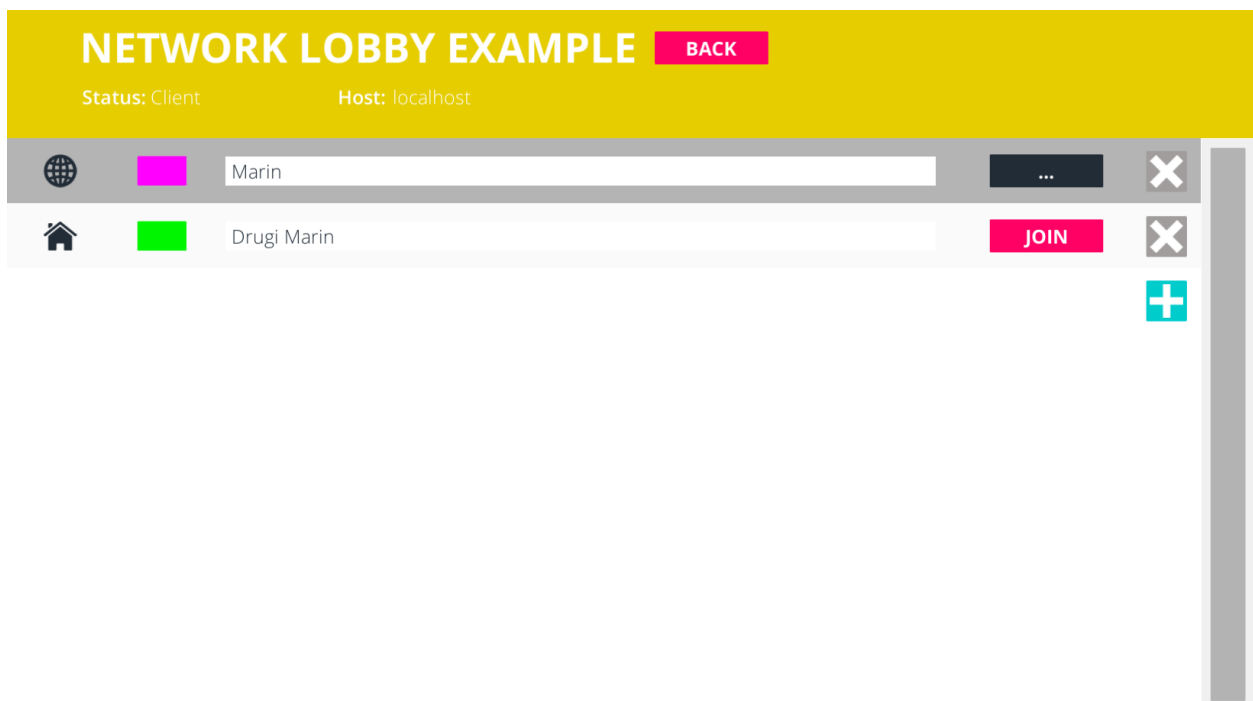 NETWORK LOBBY EXAMPLE BACK
Status: Client Host: localhost
Marin ...
Drugi Marin JOIN